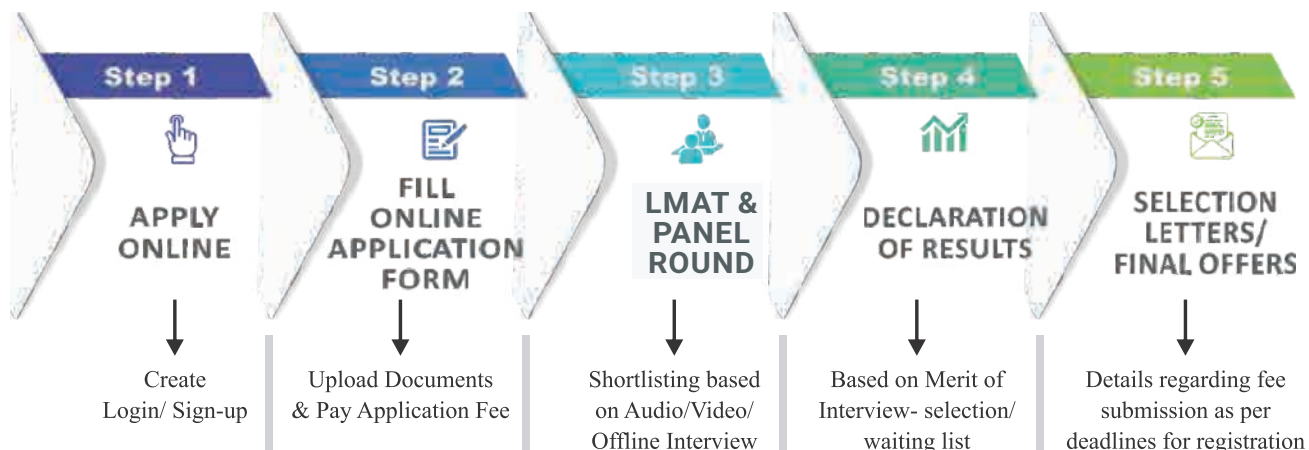 Step 1
APPLY
ONLINE
Create
Login/ Sign-up
Step 2
FILL
ONLINE
APPLICATION
FORM
Upload Documents
& Pay Application Fee
Step 3
LMAT &
PANEL
ROUND
Shortlisting based
on Audio/Video/
Offline Interview
Step 4
DECLARATION
OF RESULTS
Based on Merit of
Interview- selection/
waiting list
Step 5
SELECTION
LETTERS/
FINAL OFFERS
Details regarding fee
submission as per
deadlines for registration